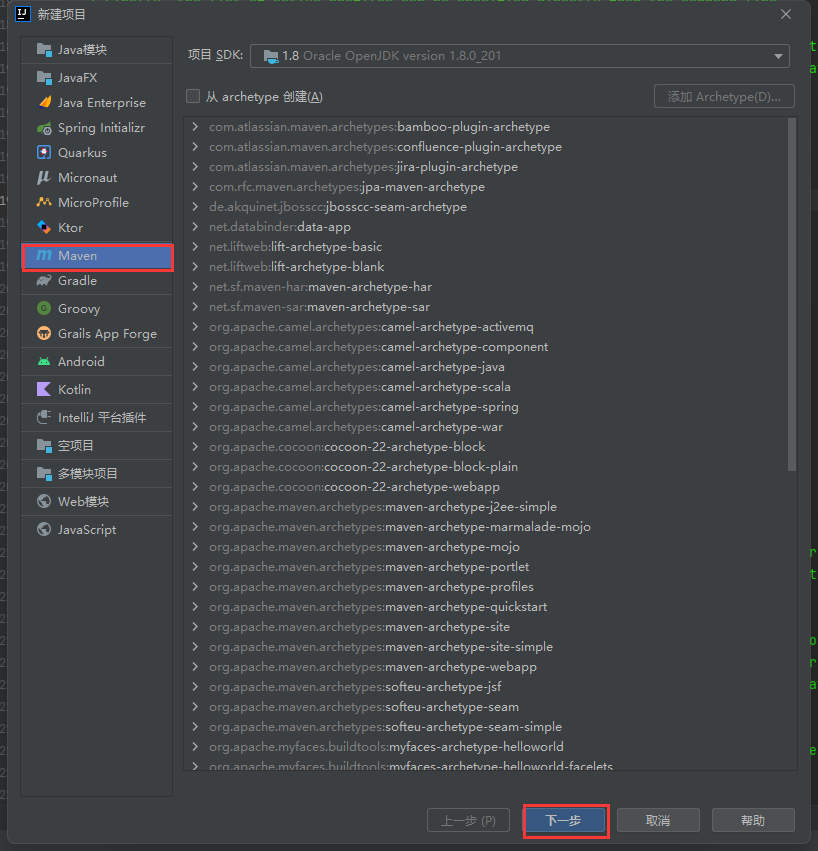 新建项目
Java模块
JavaFX
Java Enterprise
Spring Initializr
Quarkus
Micronaut
MicroProfile
Ktor
Maven
Gradle
Groovy
Grails App Forge
Android
Kotlin
IntelliJ 平台插件
空项目
多模块项目
Web模块
JavaScript
项目 SDK: 1.8 Oracle OpenJDK version 1.8.0_201
从 archetype 创建(A) 添加 Archetype(D)...
com.atlassian.maven.archetypes:bamboo-plugin-archetype
com.atlassian.maven.archetypes:confluence-plugin-archetype
com.atlassian.maven.archetypes:jira-plugin-archetype
com.rfc.maven.archetypes:jpa-maven-archetype
de.akquinet.jbosscc:jbosscc-seam-archetype
net.databinder:data-app
net.liftweb:lift-archetype-basic
net.liftweb:lift-archetype-blank
net.sf.maven-har:maven-archetype-har
net.sf.maven-sar:maven-archetype-sar
org.apache.camel.archetypes:camel-archetype-activemq
org.apache.camel.archetypes:camel-archetype-component
org.apache.camel.archetypes:camel-archetype-java
org.apache.camel.archetypes:camel-archetype-scala
org.apache.camel.archetypes:camel-archetype-spring
org.apache.camel.archetypes:camel-archetype-war
org.apache.cocoon:cocoon-22-archetype-block
org.apache.cocoon:cocoon-22-archetype-block-plain
org.apache.cocoon:cocoon-22-archetype-webapp
org.apache.maven.archetypes:maven-archetype-j2ee-simple
org.apache.maven.archetypes:maven-archetype-marmalade-mojo
org.apache.maven.archetypes:maven-archetype-mojo
org.apache.maven.archetypes:maven-archetype-portlet
org.apache.maven.archetypes:maven-archetype-profiles
org.apache.maven.archetypes:maven-archetype-quickstart
org.apache.maven.archetypes:maven-archetype-site
org.apache.maven.archetypes:maven-archetype-site-simple
org.apache.maven.archetypes:maven-archetype-webapp
org.apache.maven.archetypes:softeu-archetype-jsf
org.apache.maven.archetypes:softeu-archetype-seam
org.apache.maven.archetypes:softeu-archetype-seam-simple
org.apache.myfaces.buildtools:myfaces-archetype-helloworld
org.apache.myfaces.buildtools:myfaces-archetype-helloworld-facelets
上一步 (P) 下一步 取消 帮助